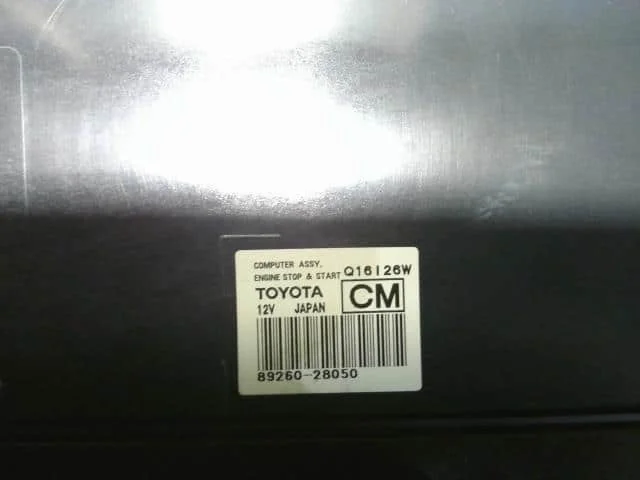 COMPUTER ASSY,
ENGINE STOP & START Q16126W
TOYOTA CM
12V JAPAN
89260-28050